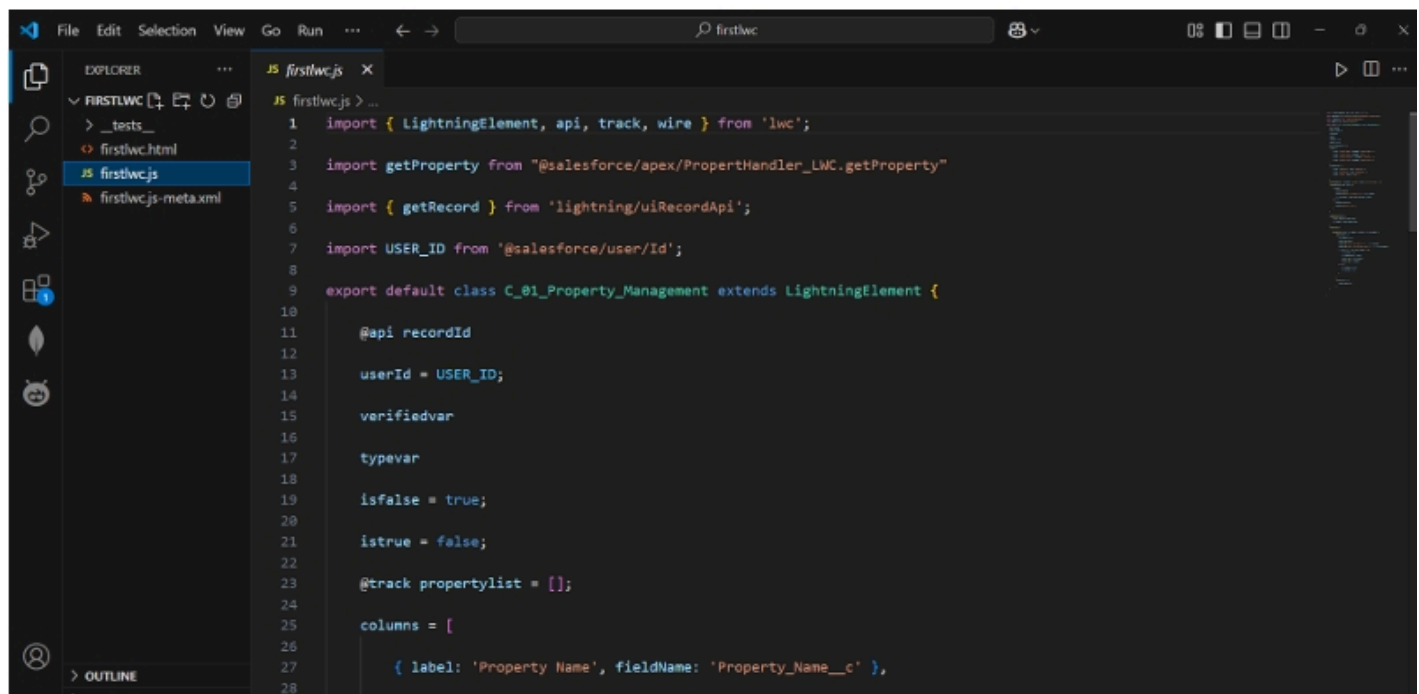 File Edit Selection View Go Run ··· firstlwc
EXPLORER ···
FIRSTLWC
__tests__
<> firstlwc.html
JS firstlwc.js
firstlwc.js-meta.xml
1
OUTLINE
JS firstlwc.js
JS firstlwc.js > ...
1 import { LightningElement, api, track, wire } from 'lwc';
2
3 import getProperty from "@salesforce/apex/PropertHandler_LWC.getProperty"
4
5 import { getRecord } from 'lightning/uiRecordApi';
6
7 import USER_ID from '@salesforce/user/Id';
8
9 export default class C_01_Property_Management extends LightningElement {
10
11 @api recordId
12
13 userId = USER_ID;
14
15 verifiedvar
16
17 typevar
18
19 isfalse = true;
20
21 istrue = false;
22
23 @track propertylist = [];
24
25 columns = [
26
27 { label: 'Property Name', fieldName: 'Property_Name__c' },
28